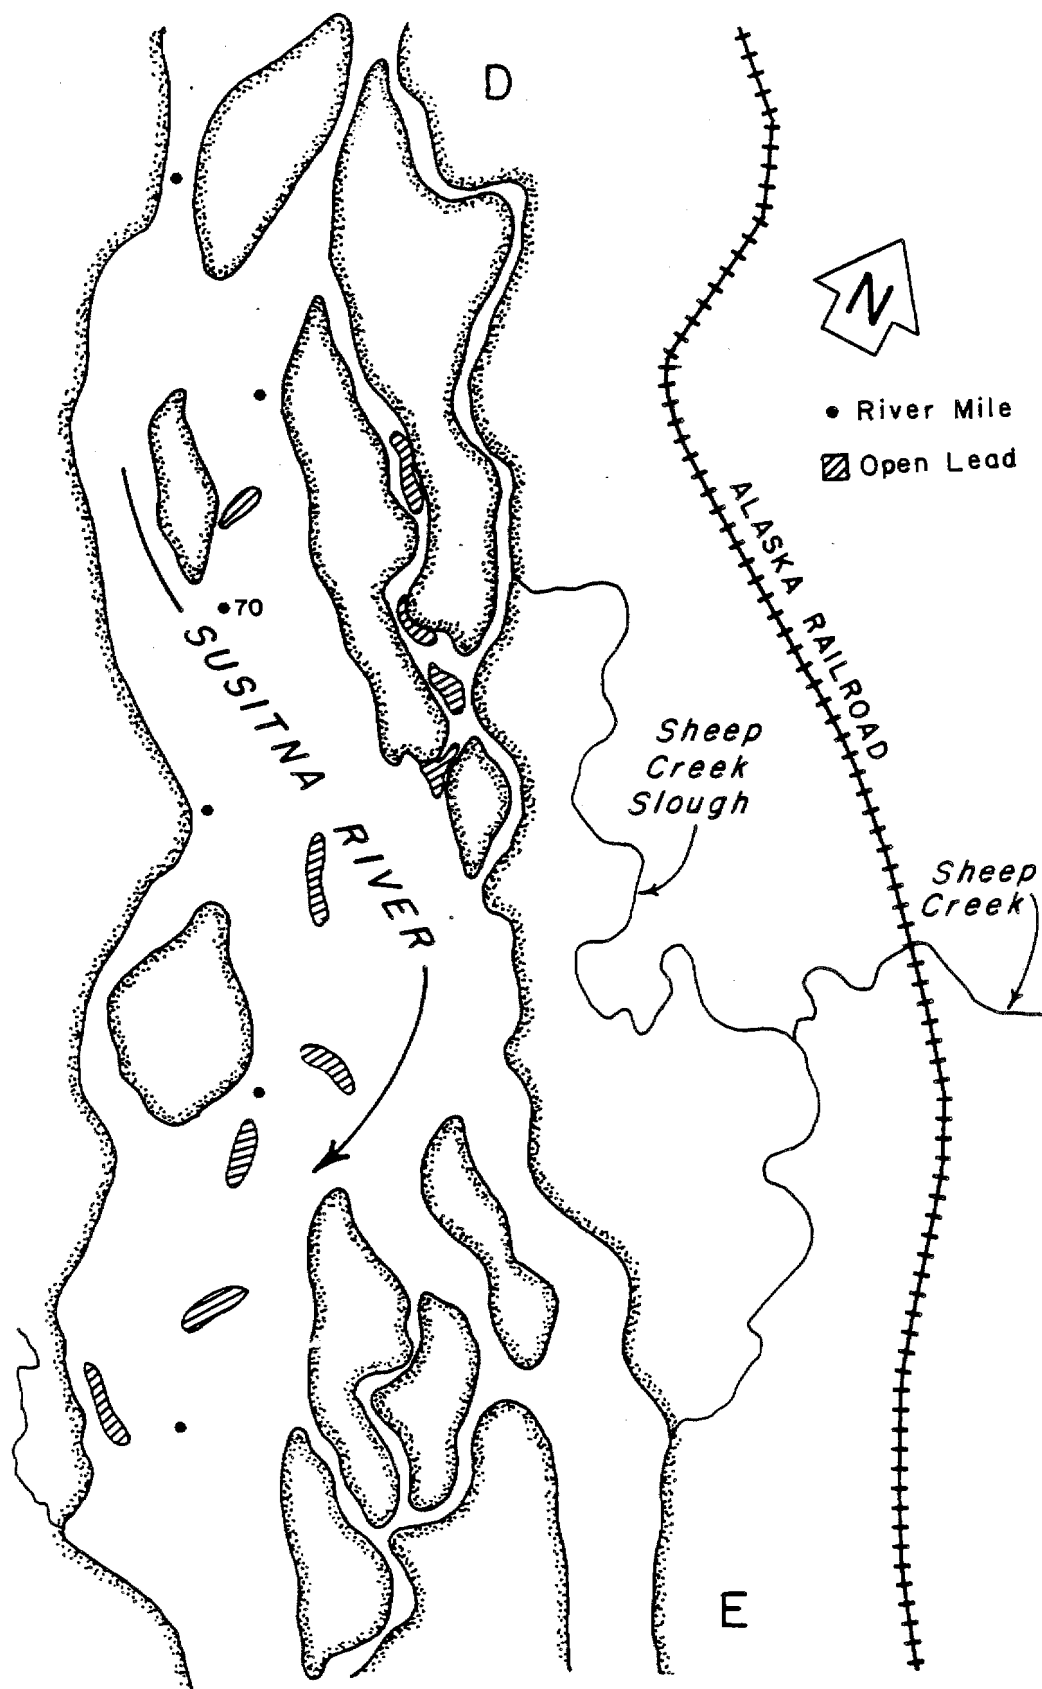 D
N
River Mile
Open Lead
ALASKA RAILROAD
70
SUSITNA RIVER
Sheep
Creek
Slough
Sheep
Creek
E